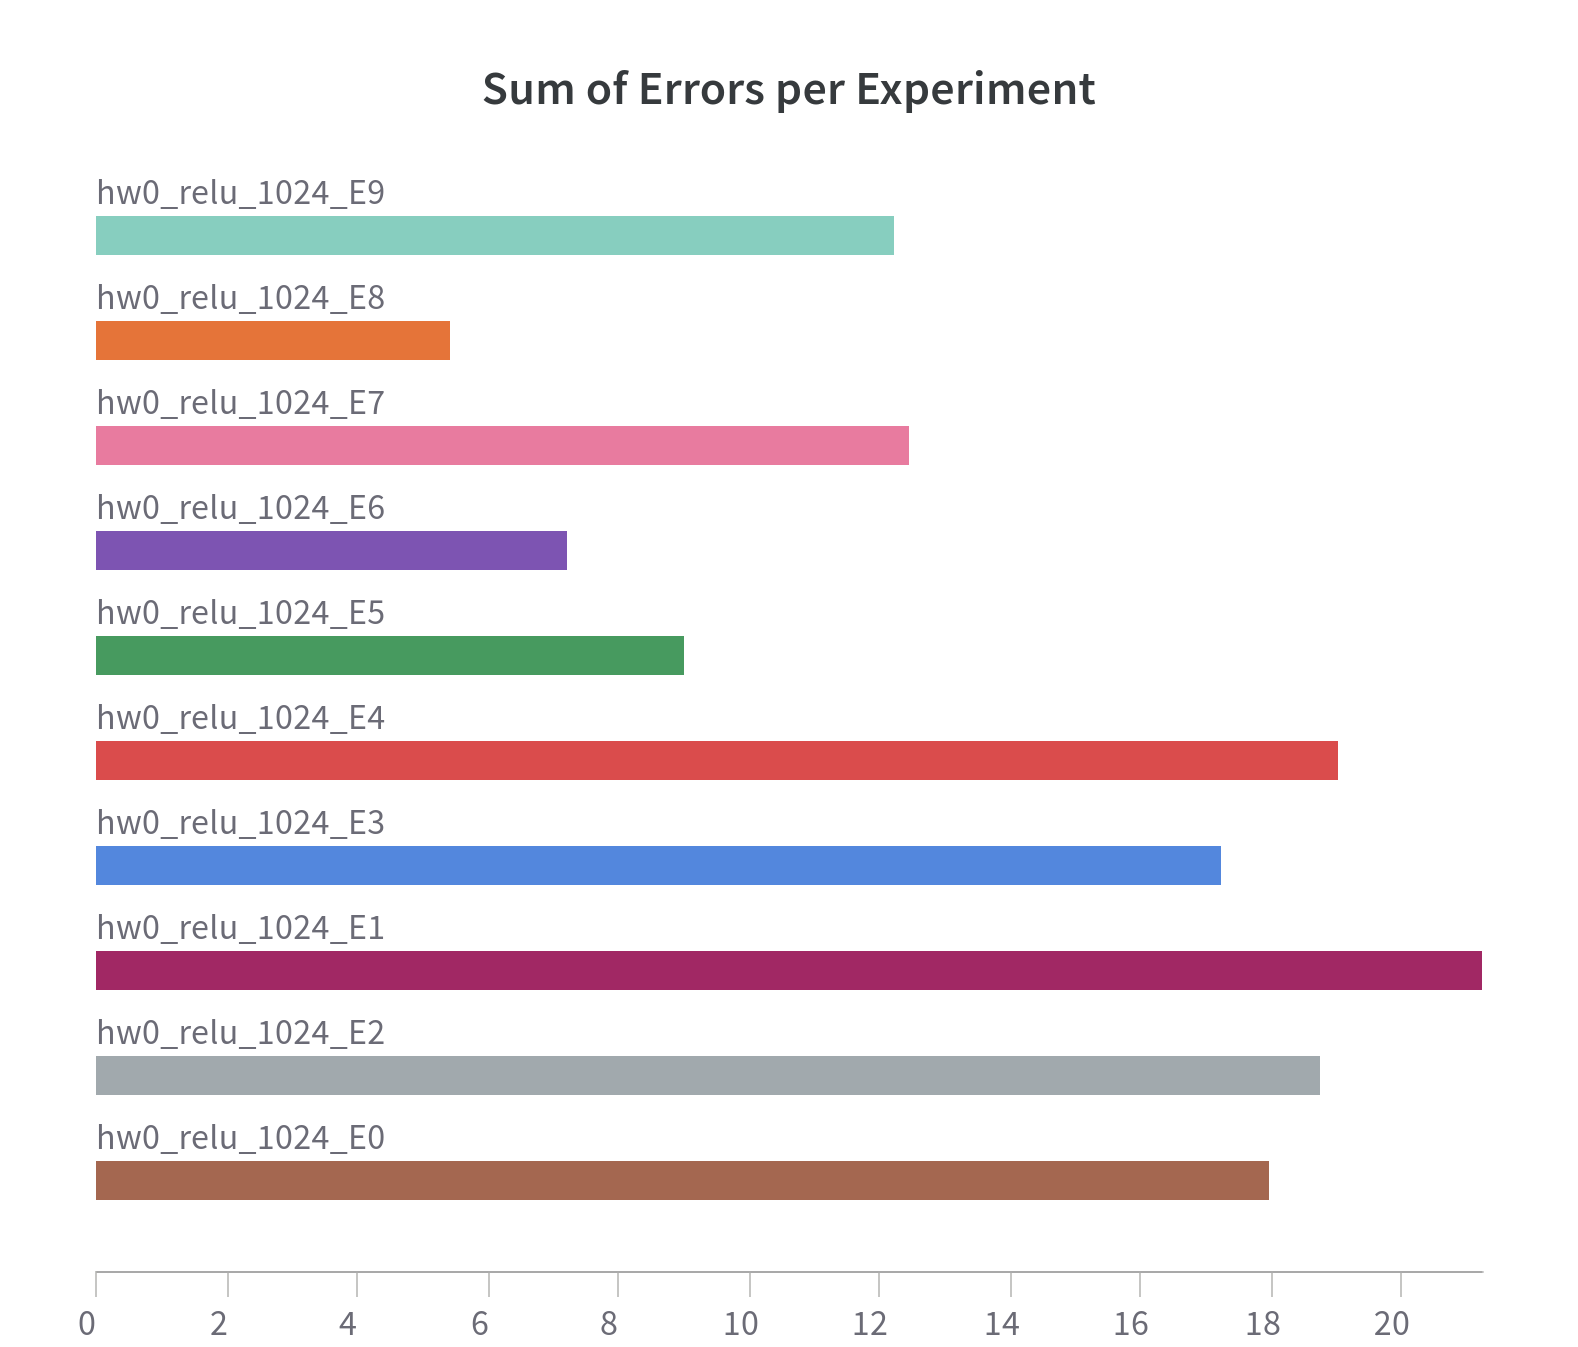 Sum of Errors per Experiment
hw0_relu_1024_E9
hw0_relu_1024_E8
hw0_relu_1024_E7
hw0_relu_1024_E6
hw0_relu_1024_E5
hw0_relu_1024_E4
hw0_relu_1024_E3
hw0_relu_1024_E1
hw0_relu_1024_E2
hw0_relu_1024_E0
0 2 4 6 8 10 12 14 16 18 20